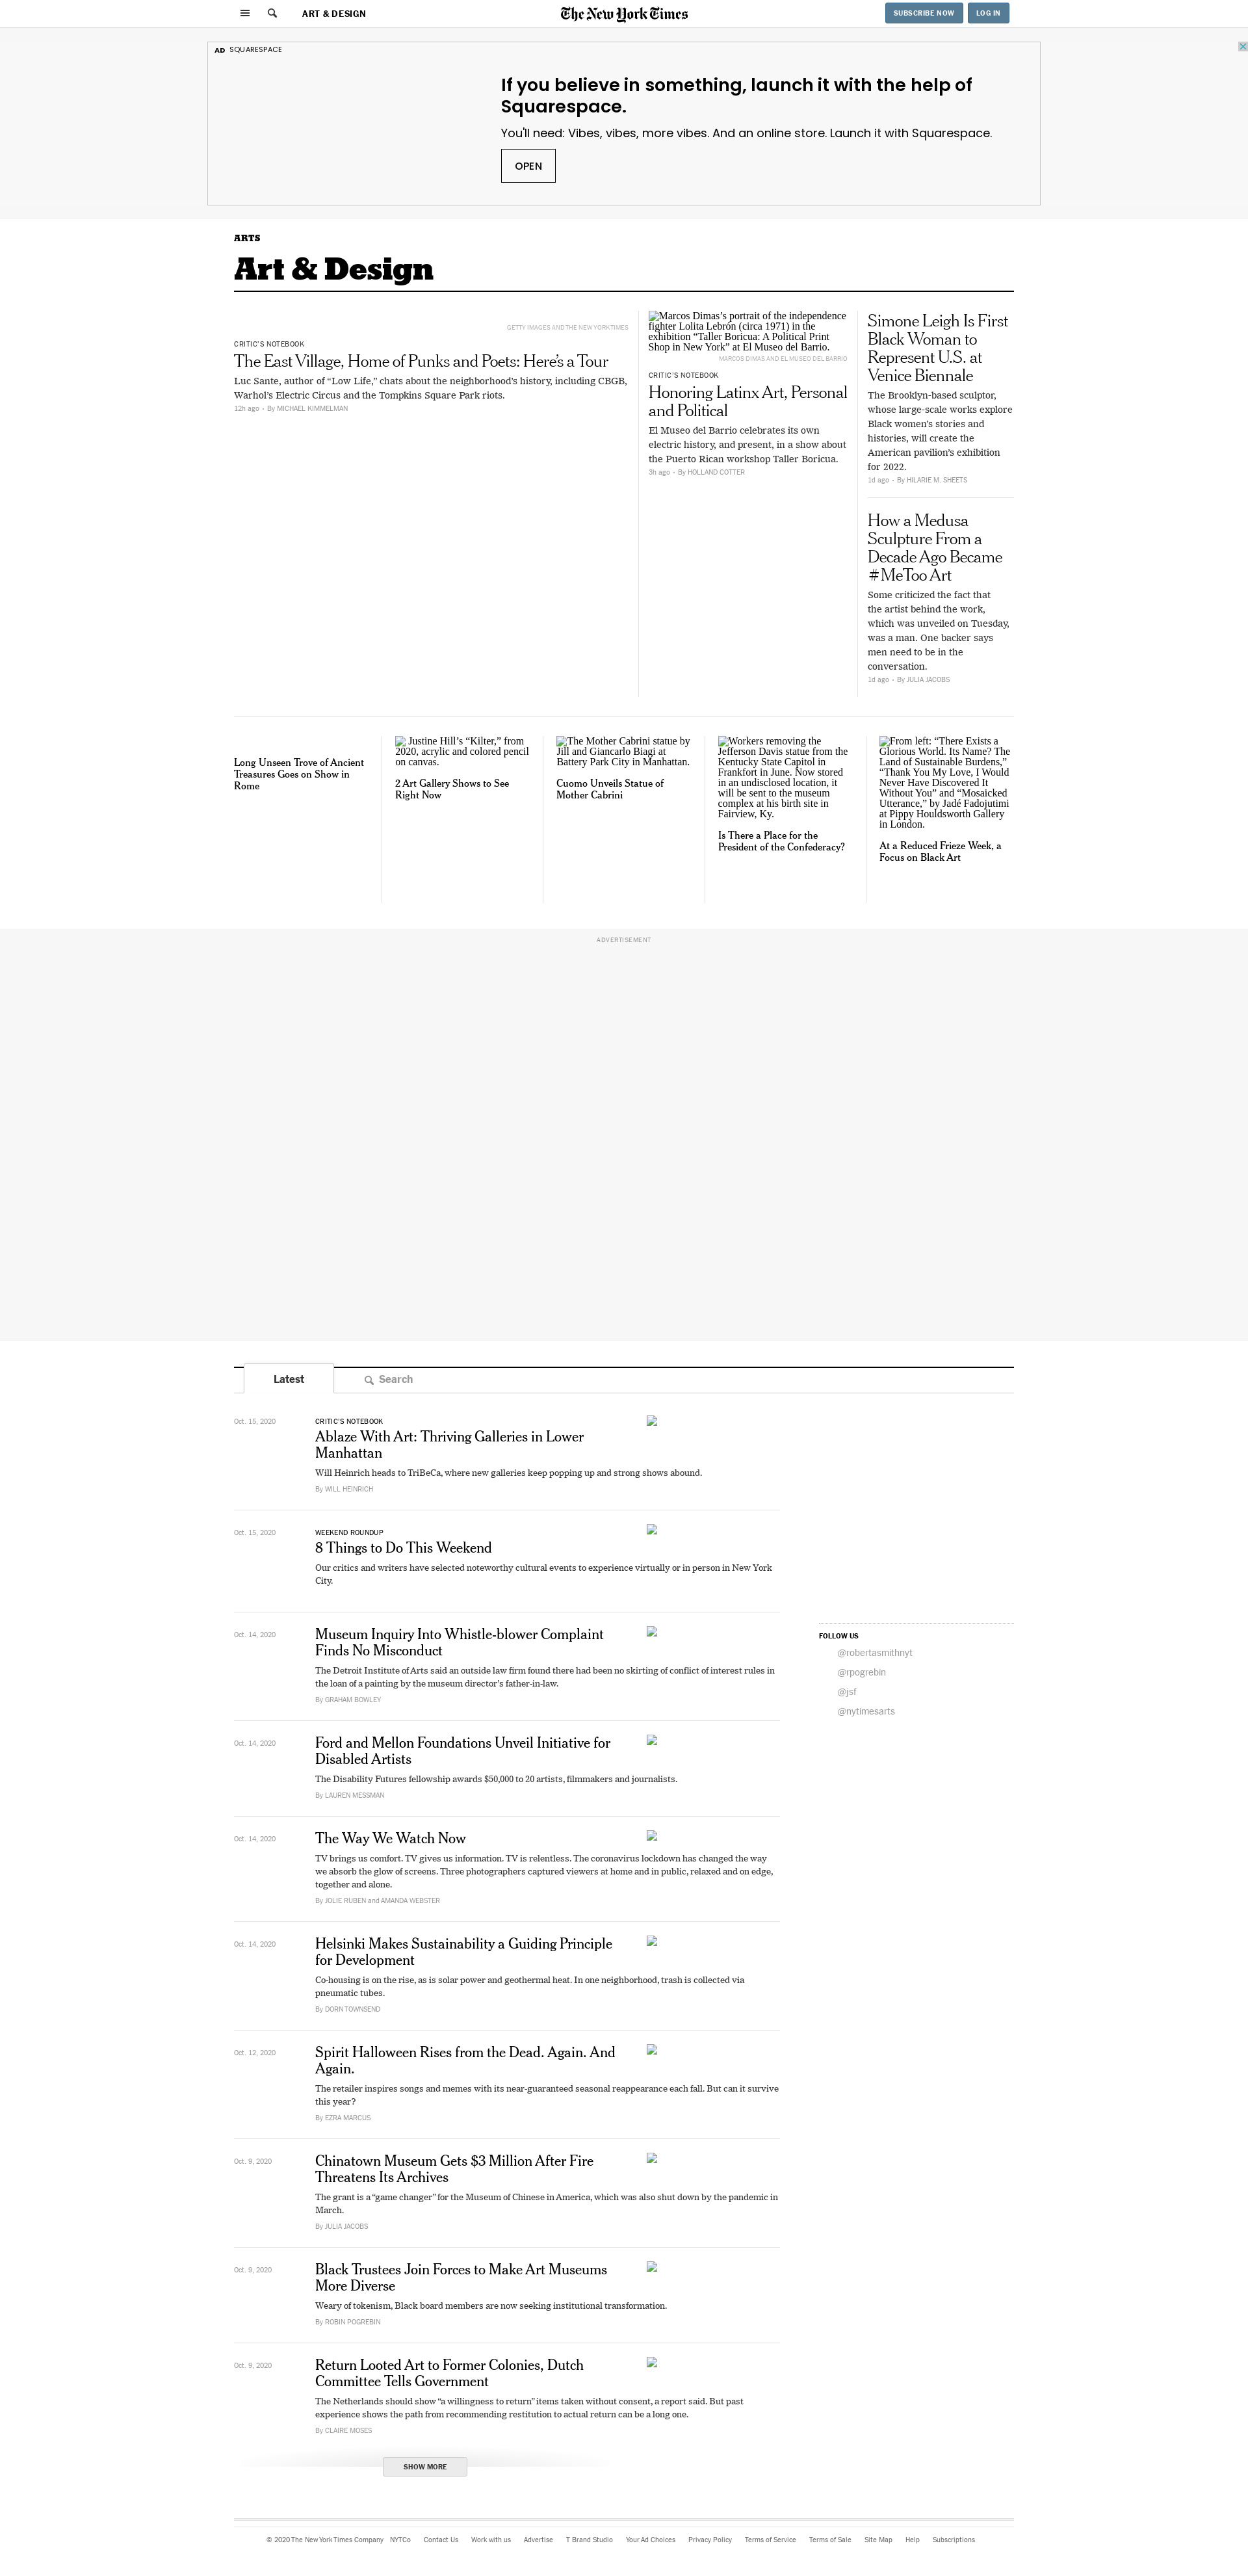 ART & DESIGN
The New York Times
SUBSCRIBE NOW
LOG IN
AD SQUARESPACE
If you believe in something, launch it with the help of
Squarespace.
You'll need: Vibes, vibes, more vibes. And an online store. Launch it with Squarespace.
OPEN
ARTS
Art & Design
GETTY IMAGES AND THE NEW YORK TIMES
CRITIC'S NOTEBOOK
The East Village, Home of Punks and Poets: Here's a Tour
Luc Sante, author of “Low Life,” chats about the neighborhood's history, including CBGB,
Warhol's Electric Circus and the Tompkins Square Park riots.
12h ago • By MICHAEL KIMMELMAN
Marcos Dimas's portrait of the independence
fighter Lolita Lebrón (circa 1971) in the
exhibition “Taller Boricua: A Political Print
Shop in New York” at El Museo del Barrio.
MARCOS DIMAS AND EL MUSEO DEL BARRIO
CRITIC'S NOTEBOOK
Honoring Latinx Art, Personal
and Political
El Museo del Barrio celebrates its own
electric history, and present, in a show about
the Puerto Rican workshop Taller Boricua.
3h ago • By HOLLAND COTTER
Simone Leigh Is First
Black Woman to
Represent U.S. at
Venice Biennale
The Brooklyn-based sculptor,
whose large-scale works explore
Black women's stories and
histories, will create the
American pavilion's exhibition
for 2022.
1d ago • By HILARIE M. SHEETS
How a Medusa
Sculpture From a
Decade Ago Became
#MeToo Art
Some criticized the fact that
the artist behind the work,
which was unveiled on Tuesday,
was a man. One backer says
men need to be in the
conversation.
1d ago • By JULIA JACOBS
Long Unseen Trove of Ancient
Treasures Goes on Show in
Rome
Justine Hill's “Kilter,” from
2020, acrylic and colored pencil
on canvas.
2 Art Gallery Shows to See
Right Now
The Mother Cabrini statue by
Jill and Giancarlo Biagi at
Battery Park City in Manhattan.
Cuomo Unveils Statue of
Mother Cabrini
Workers removing the
Jefferson Davis statue from the
Kentucky State Capitol in
Frankfort in June. Now stored
in an undisclosed location, it
will be sent to the museum
complex at his birth site in
Fairview, Ky.
Is There a Place for the
President of the Confederacy?
From left: “There Exists a
Glorious World. Its Name? The
Land of Sustainable Burdens,”
“Thank You My Love, I Would
Never Have Discovered It
Without You” and “Mosaicked
Utterance,” by Jadé Fadojutimi
at Pippy Houldsworth Gallery
in London.
At a Reduced Frieze Week, a
Focus on Black Art
ADVERTISEMENT
Latest
Search
Oct. 15, 2020
CRITIC'S NOTEBOOK
Ablaze With Art: Thriving Galleries in Lower
Manhattan
Will Heinrich heads to TriBeCa, where new galleries keep popping up and strong shows abound.
By WILL HEINRICH
Oct. 15, 2020
WEEKEND ROUNDUP
8 Things to Do This Weekend
Our critics and writers have selected noteworthy cultural events to experience virtually or in person in New York
City.
Oct. 14, 2020
Museum Inquiry Into Whistle-blower Complaint
Finds No Misconduct
The Detroit Institute of Arts said an outside law firm found there had been no skirting of conflict of interest rules in
the loan of a painting by the museum director's father-in-law.
By GRAHAM BOWLEY
FOLLOW US
@robertasmithnyt
@rpogrebin
@jsf
@nytimesarts
Oct. 14, 2020
Ford and Mellon Foundations Unveil Initiative for
Disabled Artists
The Disability Futures fellowship awards $50,000 to 20 artists, filmmakers and journalists.
By LAUREN MESSMAN
Oct. 14, 2020
The Way We Watch Now
TV brings us comfort. TV gives us information. TV is relentless. The coronavirus lockdown has changed the way
we absorb the glow of screens. Three photographers captured viewers at home and in public, relaxed and on edge,
together and alone.
By JOLIE RUBEN and AMANDA WEBSTER
Oct. 14, 2020
Helsinki Makes Sustainability a Guiding Principle
for Development
Co-housing is on the rise, as is solar power and geothermal heat. In one neighborhood, trash is collected via
pneumatic tubes.
By DORN TOWNSEND
Oct. 12, 2020
Spirit Halloween Rises from the Dead. Again. And
Again.
The retailer inspires songs and memes with its near-guaranteed seasonal reappearance each fall. But can it survive
this year?
By EZRA MARCUS
Oct. 9, 2020
Chinatown Museum Gets $3 Million After Fire
Threatens Its Archives
The grant is a “game changer” for the Museum of Chinese in America, which was also shut down by the pandemic in
March.
By JULIA JACOBS
Oct. 9, 2020
Black Trustees Join Forces to Make Art Museums
More Diverse
Weary of tokenism, Black board members are now seeking institutional transformation.
By ROBIN POGREBIN
Oct. 9, 2020
Return Looted Art to Former Colonies, Dutch
Committee Tells Government
The Netherlands should show “a willingness to return” items taken without consent, a report said. But past
experience shows the path from recommending restitution to actual return can be a long one.
By CLAIRE MOSES
SHOW MORE
© 2020 The New York Times Company NYTCo Contact Us Work with us Advertise T Brand Studio Your Ad Choices Privacy Policy Terms of Service Terms of Sale Site Map Help Subscriptions